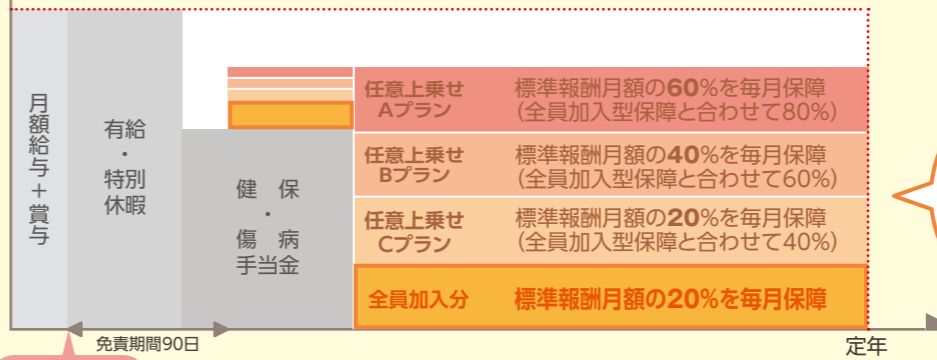 月額給与＋賞与
有給
・
特別
休暇
健　保
・
傷　病
手当金
任意上乗せ
Aプラン
標準報酬月額の60%を毎月保障
(全員加入型保障と合わせて80%)
任意上乗せ
Bプラン
標準報酬月額の40%を毎月保障
(全員加入型保障と合わせて60%)
任意上乗せ
Cプラン
標準報酬月額の20%を毎月保障
(全員加入型保障と合わせて40%)
全員加入分
標準報酬月額の20%を毎月保障
免責期間90日
定年